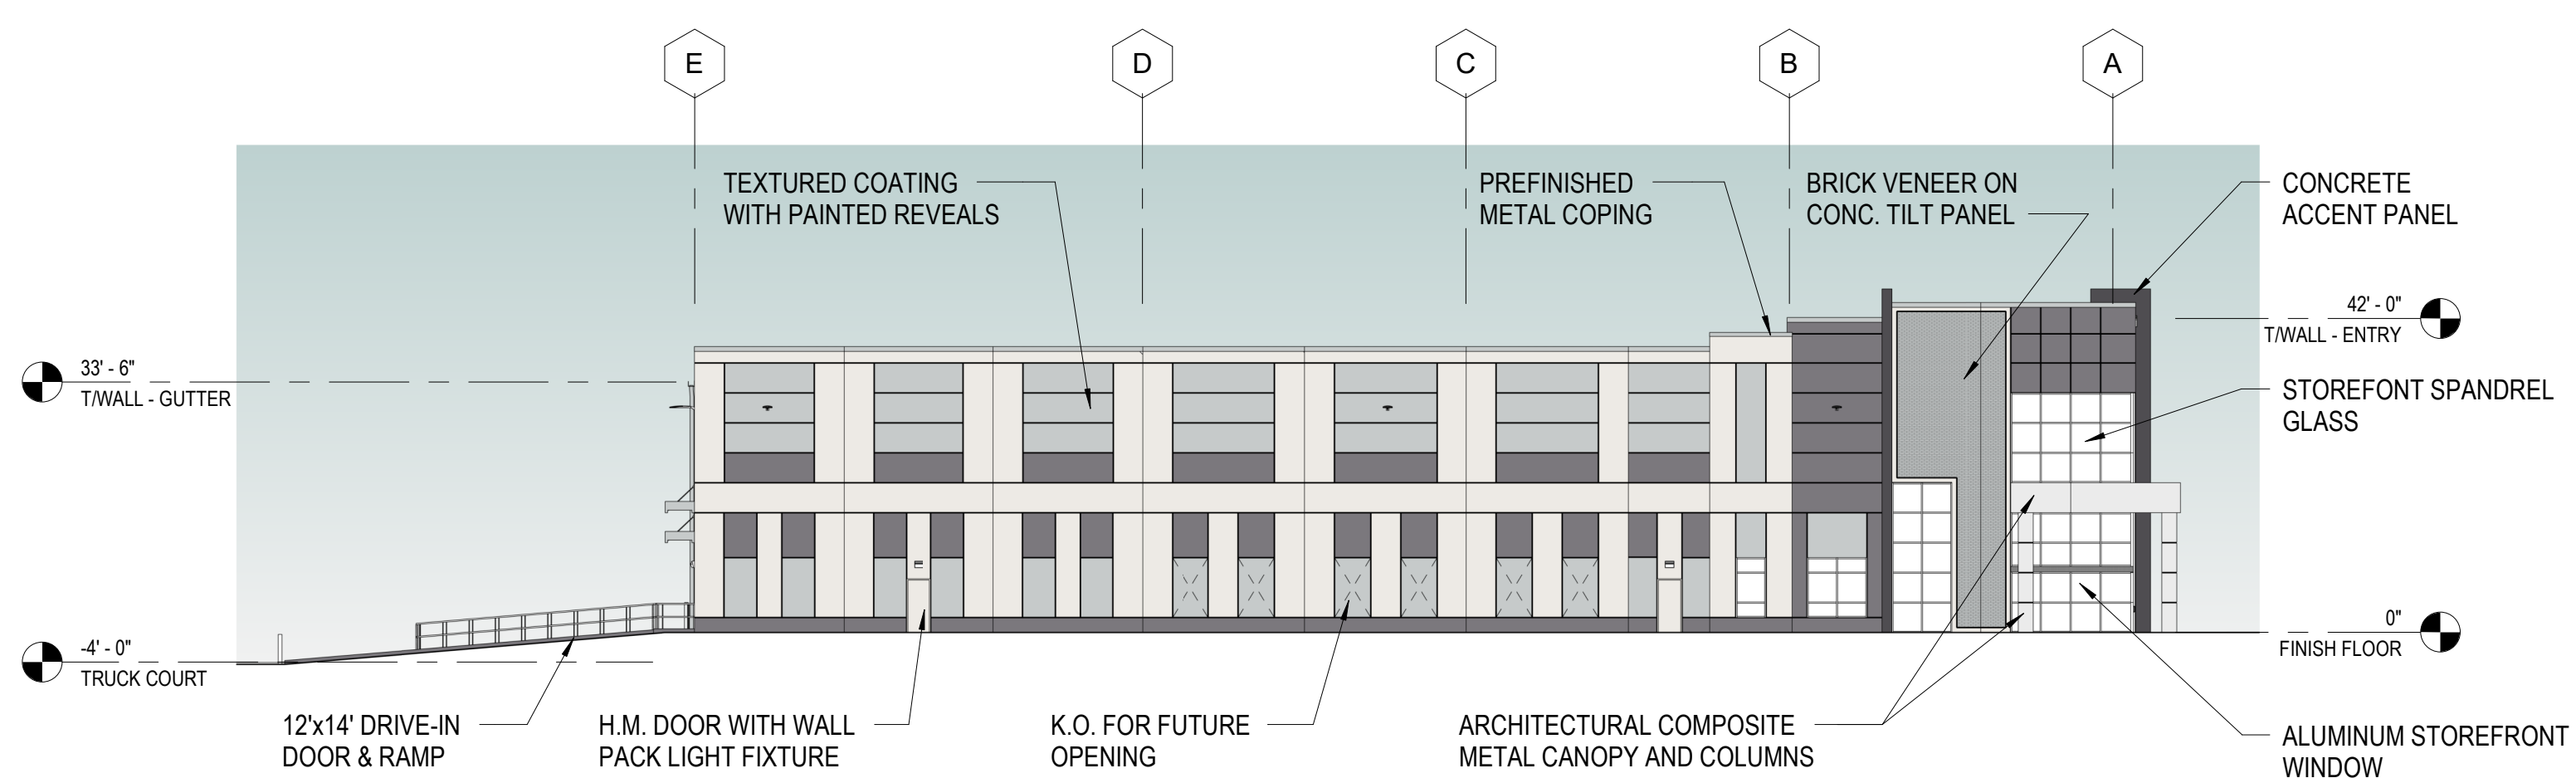 E
D
C
B
A
TEXTURED COATING
WITH PAINTED REVEALS
PREFINISHED
METAL COPING
BRICK VENEER ON
CONC. TILT PANEL
CONCRETE
ACCENT PANEL
42' - 0"
T/WALL - ENTRY
33' - 6"
T/WALL - GUTTER
STOREFONT SPANDREL
GLASS
-4' - 0"
TRUCK COURT
0"
FINISH FLOOR
12'x14' DRIVE-IN
DOOR & RAMP
H.M. DOOR WITH WALL
PACK LIGHT FIXTURE
K.O. FOR FUTURE
OPENING
ARCHITECTURAL COMPOSITE
METAL CANOPY AND COLUMNS
ALUMINUM STOREFRONT
WINDOW